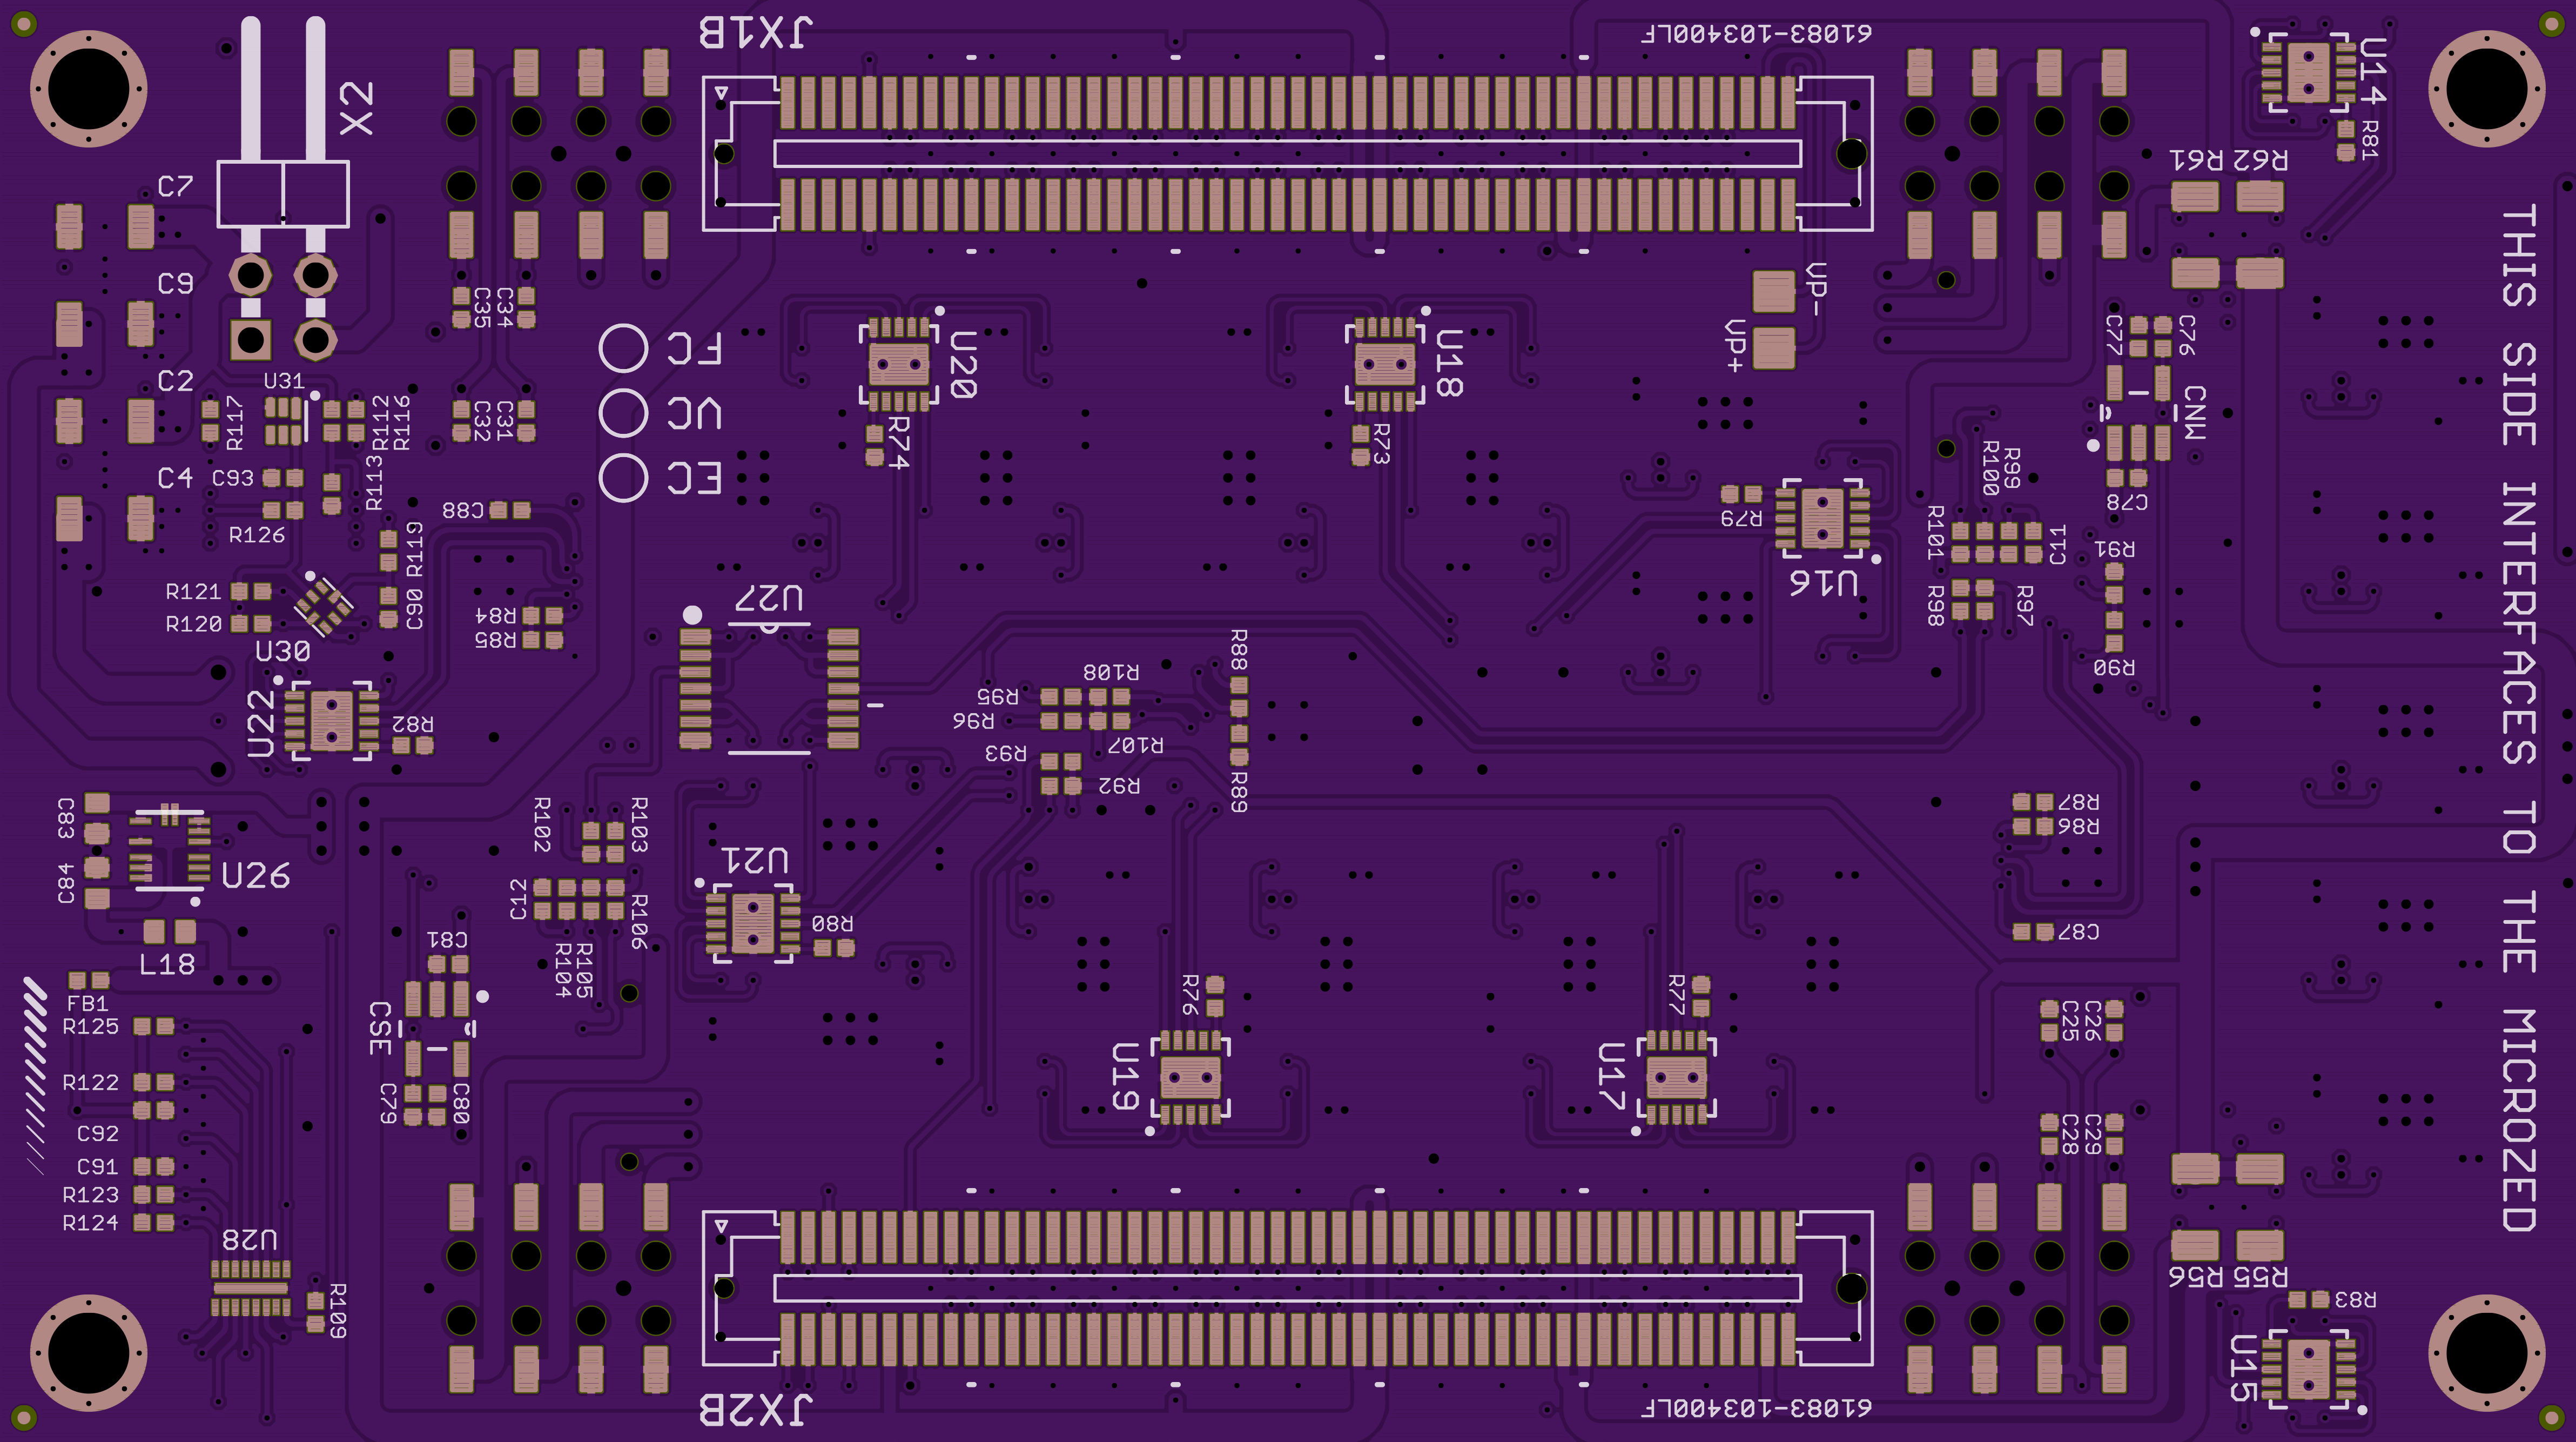 JX1B
61083-103400LF
U14
X2
R81
C7
R61 R62
C9
C35
C34
VP-
VP+
FC
VC
EC
U20
U18
C77
C76
C2
U31
R117
R112
R116
C32
C31
R74
R73
CNM
C4
C93
R113
R126
C88
R79
R100
R99
C78
R101
C11
R91
R119
U16
R121
R120
C90
R84
R85
U27
R98
R97
R90
U30
U22
R82
R95
R108
R96
R107
R93
R92
R88
R89
THIS SIDE INTERFACES TO THE MICROZED
C83
C84
U26
R102
R103
U21
R87
R86
C12
R106
R80
C81
L18
R104
R105
C87
FB1
R125
CSE
R76
R77
C25
C26
R122
C79
C80
U19
U17
C28
C29
C92
C91
R123
R124
U28
R109
R56 R55
R83
U15
JX2B
61083-103400LF